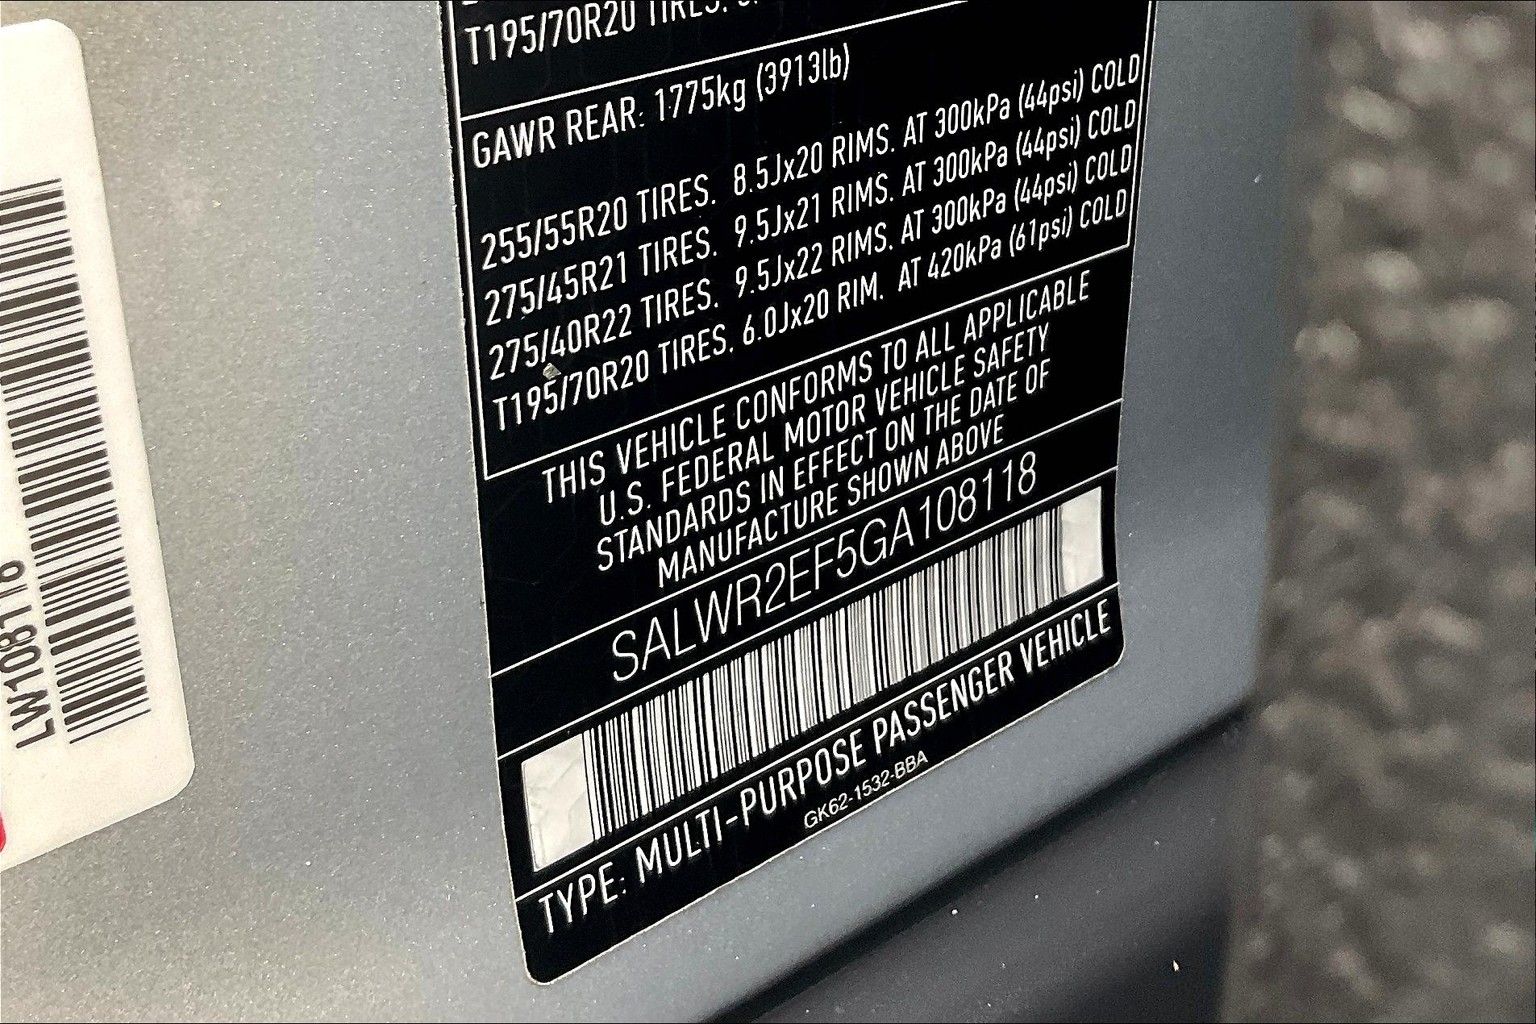 T195/70R20 TIRES.
GAWR REAR: 1775kg (3913lb)
255/55R20 TIRES. 8.5Jx20 RIMS. AT 300kPa (44psi) COLD
275/45R21 TIRES. 9.5Jx21 RIMS. AT 300kPa (44psi) COLD
275/40R22 TIRES. 9.5Jx22 RIMS. AT 300kPa (44psi) COLD
T195/70R20 TIRES. 6.0Jx20 RIM. AT 420kPa (61psi) COLD
THIS VEHICLE CONFORMS TO ALL APPLICABLE
U.S. FEDERAL MOTOR VEHICLE SAFETY
STANDARDS IN EFFECT ON THE DATE OF
MANUFACTURE SHOWN ABOVE
SALWR2EF5GA108118
TYPE: MULTI-PURPOSE PASSENGER VEHICLE
GK62-1532-BBA